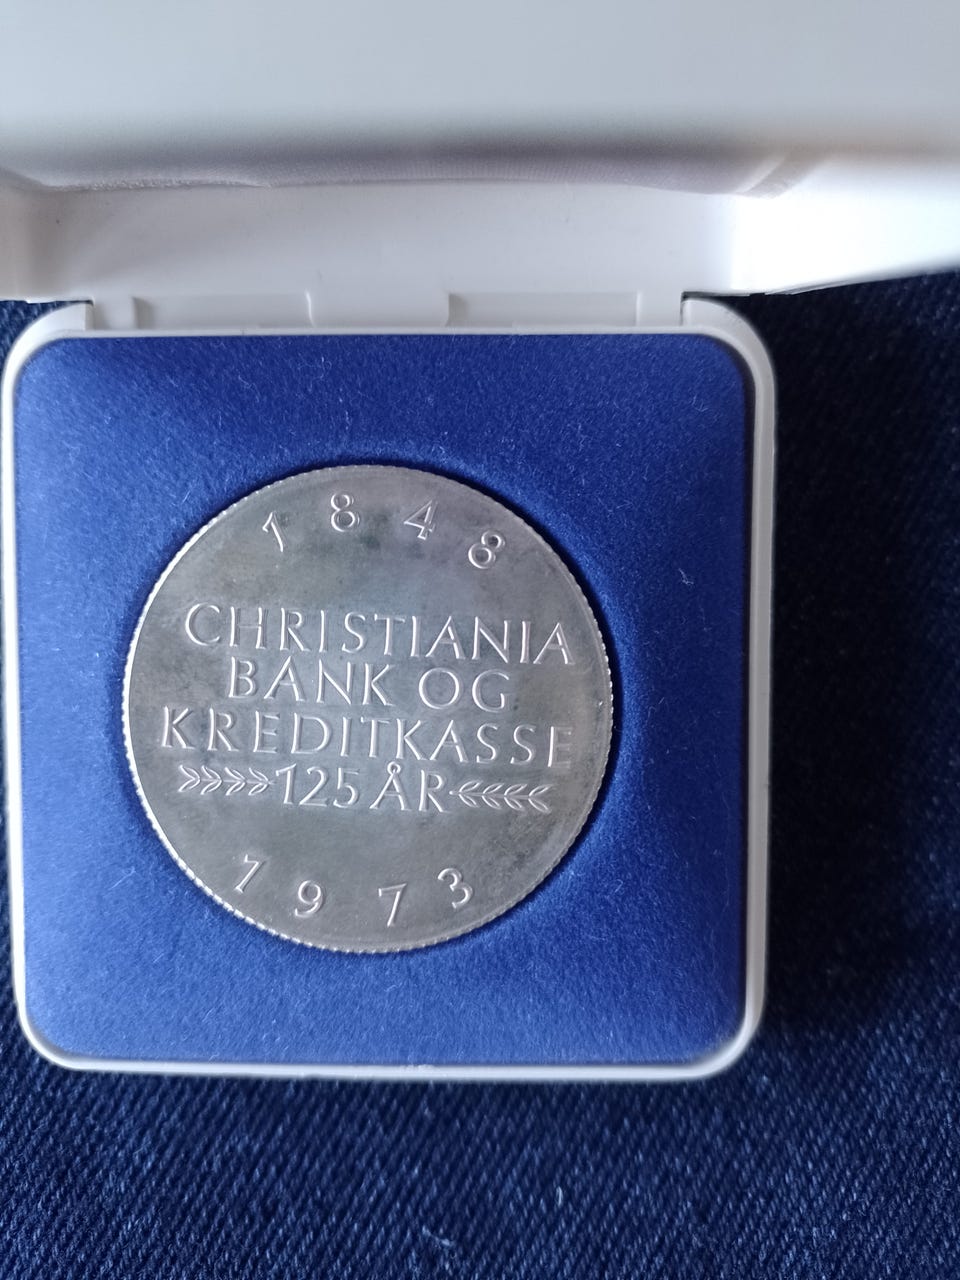 1848
CHRISTIANIA
BANK OG
KREDITKASSE
125 ÅR
1973